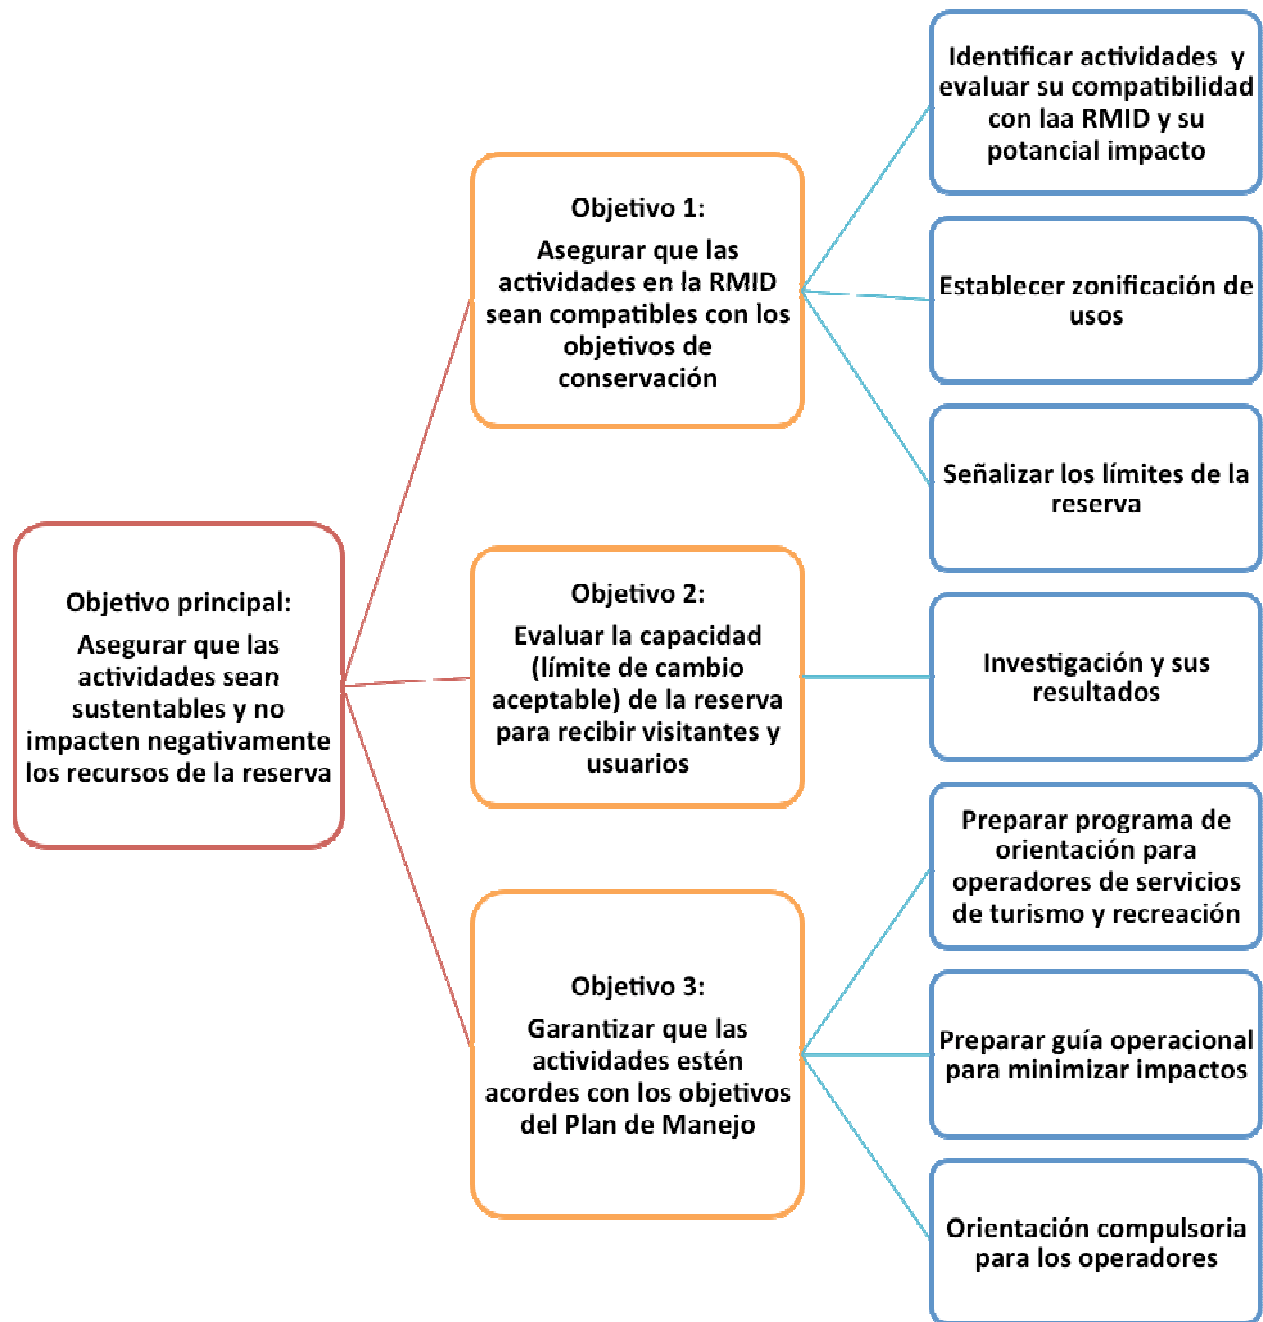 Objetivo principal:
Asegurar que las
actividades sean
sustentables y no
impacten negativamente
los recursos de la reserva
Objetivo 1:
Asegurar que las
actividades en la RMID
sean compatibles con los
objetivos de
conservación
Identificar actividades y
evaluar su compatibilidad
con laa RMID y su
potancial impacto
Establecer zonificación de
usos
Señalizar los límites de la
reserva
Objetivo 2:
Evaluar la capacidad
(límite de cambio
aceptable) de la reserva
para recibir visitantes y
usuarios
Investigación y sus
resultados
Objetivo 3:
Garantizar que las
actividades estén
acordes con los objetivos
del Plan de Manejo
Preparar programa de
orientación para
operadores de servicios
de turismo y recreación
Preparar guía operacional
para minimizar impactos
Orientación compulsoria
para los operadores